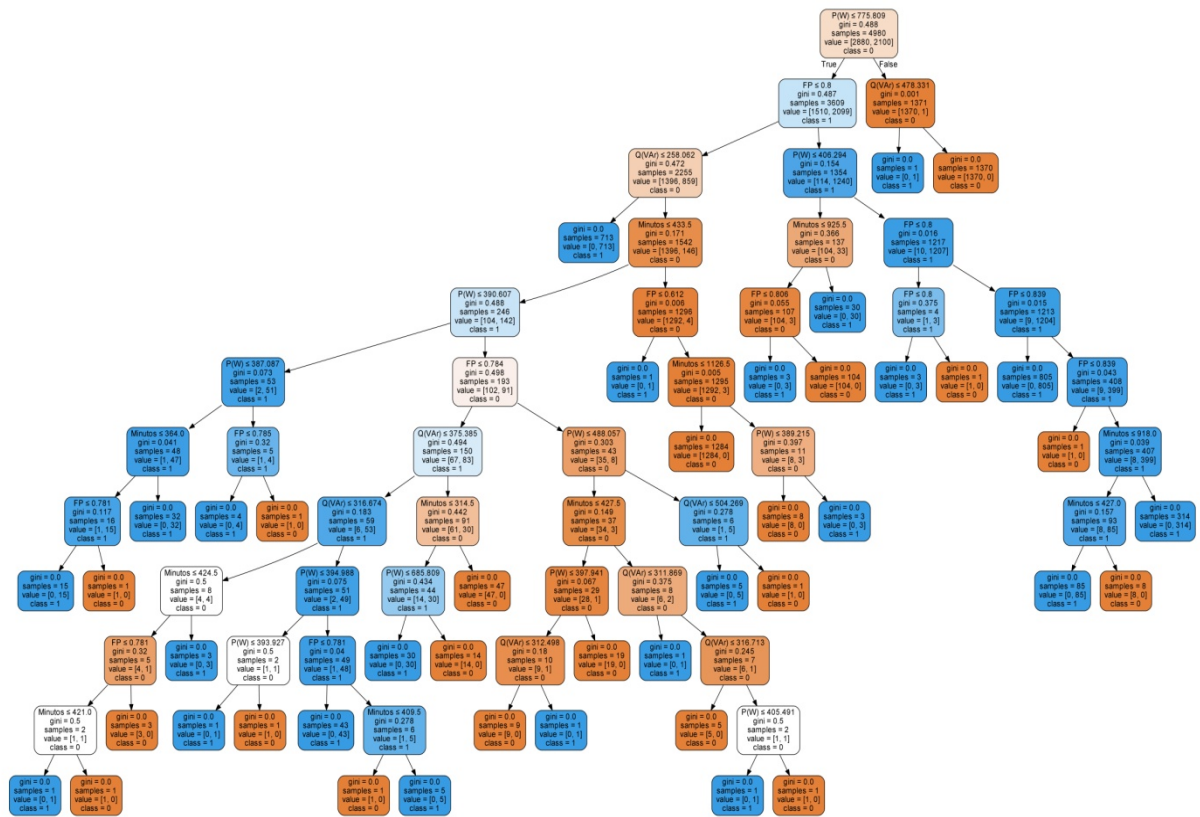 P(W) ≤ 775.809
gini = 0.488
samples = 4980
value = [2880, 2100]
class = 0
True
False
FP ≤ 0.8
gini = 0.487
samples = 3609
value = [1510, 2099]
class = 1
Q(VAr) ≤ 478.331
gini = 0.001
samples = 1371
value = [1370, 1]
class = 0
Q(VAr) ≤ 258.062
gini = 0.472
samples = 2255
value = [1396, 859]
class = 0
P(W) ≤ 406.294
gini = 0.154
samples = 1354
value = [114, 1240]
class = 1
gini = 0.0
samples = 1
value = [0, 1]
class = 1
gini = 0.0
samples = 1370
value = [1370, 0]
class = 0
gini = 0.0
samples = 713
value = [0, 713]
class = 1
Minutos ≤ 433.5
gini = 0.171
samples = 1542
value = [1396, 146]
class = 0
Minutos ≤ 925.5
gini = 0.366
samples = 137
value = [104, 33]
class = 0
FP ≤ 0.8
gini = 0.016
samples = 1217
value = [10, 1207]
class = 1
P(W) ≤ 390.607
gini = 0.488
samples = 246
value = [104, 142]
class = 1
FP ≤ 0.612
gini = 0.006
samples = 1296
value = [1292, 4]
class = 0
FP ≤ 0.806
gini = 0.055
samples = 107
value = [104, 3]
class = 0
gini = 0.0
samples = 30
value = [0, 30]
class = 1
FP ≤ 0.8
gini = 0.375
samples = 4
value = [1, 3]
class = 1
FP ≤ 0.839
gini = 0.015
samples = 1213
value = [9, 1204]
class = 1
P(W) ≤ 387.087
gini = 0.073
samples = 53
value = [2, 51]
class = 1
FP ≤ 0.784
gini = 0.498
samples = 193
value = [102, 91]
class = 0
gini = 0.0
samples = 1
value = [0, 1]
class = 1
Minutos ≤ 1126.5
gini = 0.005
samples = 1295
value = [1292, 3]
class = 0
gini = 0.0
samples = 3
value = [0, 3]
class = 1
gini = 0.0
samples = 104
value = [104, 0]
class = 0
gini = 0.0
samples = 3
value = [0, 3]
class = 1
gini = 0.0
samples = 1
value = [1, 0]
class = 0
gini = 0.0
samples = 805
value = [0, 805]
class = 1
FP ≤ 0.839
gini = 0.043
samples = 408
value = [9, 399]
class = 1
Minutos ≤ 364.0
gini = 0.041
samples = 48
value = [1, 47]
class = 1
FP ≤ 0.785
gini = 0.32
samples = 5
value = [1, 4]
class = 1
Q(VAr) ≤ 375.385
gini = 0.494
samples = 150
value = [67, 83]
class = 1
P(W) ≤ 488.057
gini = 0.303
samples = 43
value = [35, 8]
class = 0
gini = 0.0
samples = 1284
value = [1284, 0]
class = 0
P(W) ≤ 389.215
gini = 0.397
samples = 11
value = [8, 3]
class = 0
gini = 0.0
samples = 1
value = [1, 0]
class = 0
Minutos ≤ 918.0
gini = 0.039
samples = 407
value = [8, 399]
class = 1
FP ≤ 0.781
gini = 0.117
samples = 16
value = [1, 15]
class = 1
gini = 0.0
samples = 32
value = [0, 32]
class = 1
gini = 0.0
samples = 4
value = [0, 4]
class = 1
gini = 0.0
samples = 1
value = [1, 0]
class = 0
Q(VAr) ≤ 316.674
gini = 0.183
samples = 59
value = [6, 53]
class = 1
Minutos ≤ 314.5
gini = 0.442
samples = 91
value = [61, 30]
class = 0
Minutos ≤ 427.5
gini = 0.149
samples = 37
value = [34, 3]
class = 0
Q(VAr) ≤ 504.269
gini = 0.278
samples = 6
value = [1, 5]
class = 1
gini = 0.0
samples = 8
value = [8, 0]
class = 0
gini = 0.0
samples = 3
value = [0, 3]
class = 1
Minutos ≤ 427.0
gini = 0.157
samples = 93
value = [8, 85]
class = 1
gini = 0.0
samples = 314
value = [0, 314]
class = 1
gini = 0.0
samples = 15
value = [0, 15]
class = 1
gini = 0.0
samples = 1
value = [1, 0]
class = 0
Minutos ≤ 424.5
gini = 0.5
samples = 8
value = [4, 4]
class = 0
P(W) ≤ 394.988
gini = 0.075
samples = 51
value = [2, 49]
class = 1
P(W) ≤ 685.809
gini = 0.434
samples = 44
value = [14, 30]
class = 1
gini = 0.0
samples = 47
value = [47, 0]
class = 0
P(W) ≤ 397.941
gini = 0.067
samples = 29
value = [28, 1]
class = 0
Q(VAr) ≤ 311.869
gini = 0.375
samples = 8
value = [6, 2]
class = 0
gini = 0.0
samples = 5
value = [0, 5]
class = 1
gini = 0.0
samples = 1
value = [1, 0]
class = 0
gini = 0.0
samples = 85
value = [0, 85]
class = 1
gini = 0.0
samples = 8
value = [8, 0]
class = 0
FP ≤ 0.781
gini = 0.32
samples = 5
value = [4, 1]
class = 0
gini = 0.0
samples = 3
value = [0, 3]
class = 1
P(W) ≤ 393.927
gini = 0.5
samples = 2
value = [1, 1]
class = 0
FP ≤ 0.781
gini = 0.04
samples = 49
value = [1, 48]
class = 1
gini = 0.0
samples = 30
value = [0, 30]
class = 1
gini = 0.0
samples = 14
value = [14, 0]
class = 0
Q(VAr) ≤ 312.498
gini = 0.18
samples = 10
value = [9, 1]
class = 0
gini = 0.0
samples = 19
value = [19, 0]
class = 0
gini = 0.0
samples = 1
value = [0, 1]
class = 1
Q(VAr) ≤ 316.713
gini = 0.245
samples = 7
value = [6, 1]
class = 0
Minutos ≤ 421.0
gini = 0.5
samples = 2
value = [1, 1]
class = 0
gini = 0.0
samples = 3
value = [3, 0]
class = 0
gini = 0.0
samples = 1
value = [0, 1]
class = 1
gini = 0.0
samples = 1
value = [1, 0]
class = 0
gini = 0.0
samples = 43
value = [0, 43]
class = 1
Minutos ≤ 409.5
gini = 0.278
samples = 6
value = [1, 5]
class = 1
gini = 0.0
samples = 9
value = [9, 0]
class = 0
gini = 0.0
samples = 1
value = [0, 1]
class = 1
gini = 0.0
samples = 5
value = [5, 0]
class = 0
P(W) ≤ 405.491
gini = 0.5
samples = 2
value = [1, 1]
class = 0
gini = 0.0
samples = 1
value = [0, 1]
class = 1
gini = 0.0
samples = 1
value = [1, 0]
class = 0
gini = 0.0
samples = 1
value = [1, 0]
class = 0
gini = 0.0
samples = 5
value = [0, 5]
class = 1
gini = 0.0
samples = 1
value = [0, 1]
class = 1
gini = 0.0
samples = 1
value = [1, 0]
class = 0